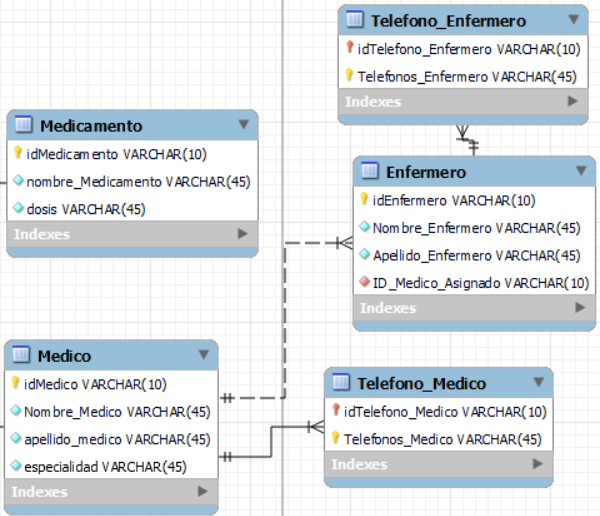 Telefono_Enfermero
idTelefono_Enfermero VARCHAR(10)
Telefonos_Enfermero VARCHAR(45)
Indexes
Medicamento
idMedicamento VARCHAR(10)
nombre_Medicamento VARCHAR(45)
dosis VARCHAR(45)
Indexes
Enfermero
idEnfermero VARCHAR(10)
Nombre_Enfermero VARCHAR(45)
Apellido_Enfermero VARCHAR(45)
ID_Medico_Asignado VARCHAR(10)
Indexes
Medico
idMedico VARCHAR(10)
Nombre_Medico VARCHAR(45)
apellido_medico VARCHAR(45)
especialidad VARCHAR(45)
Indexes
Telefono_Medico
idTelefono_Medico VARCHAR(10)
Telefonos_Medico VARCHAR(45)
Indexes